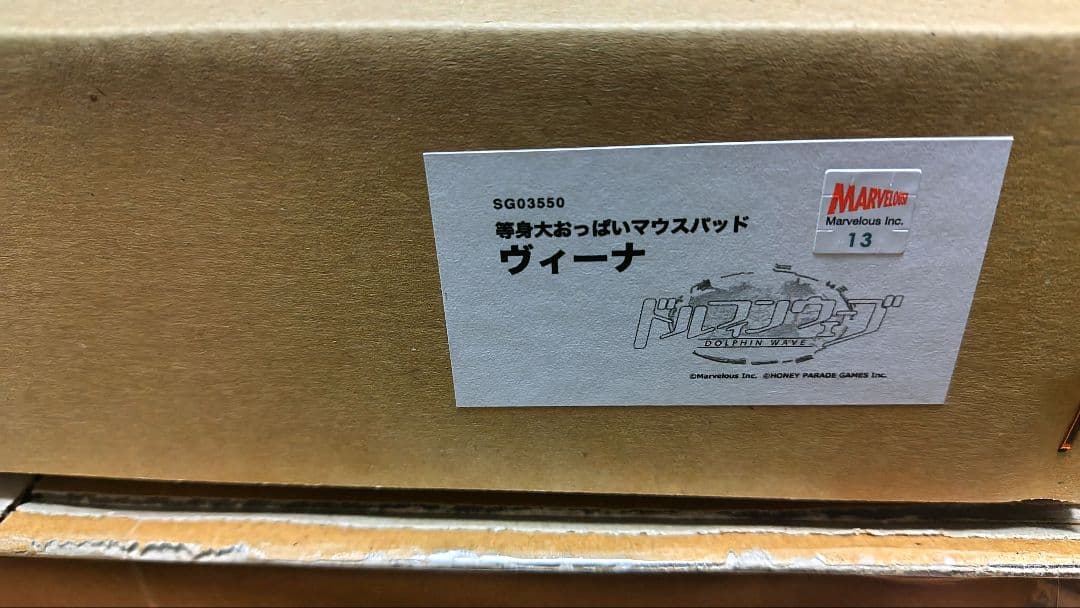 SG03550
等身大おっぱいマウスパッド
ヴィーナ
MARVELOUS!
Marvelous Inc.
13
ドルフィンウェーブ
DOLPHIN WAVE
©Marvelous Inc. ©HONEY PARADE GAMES Inc.